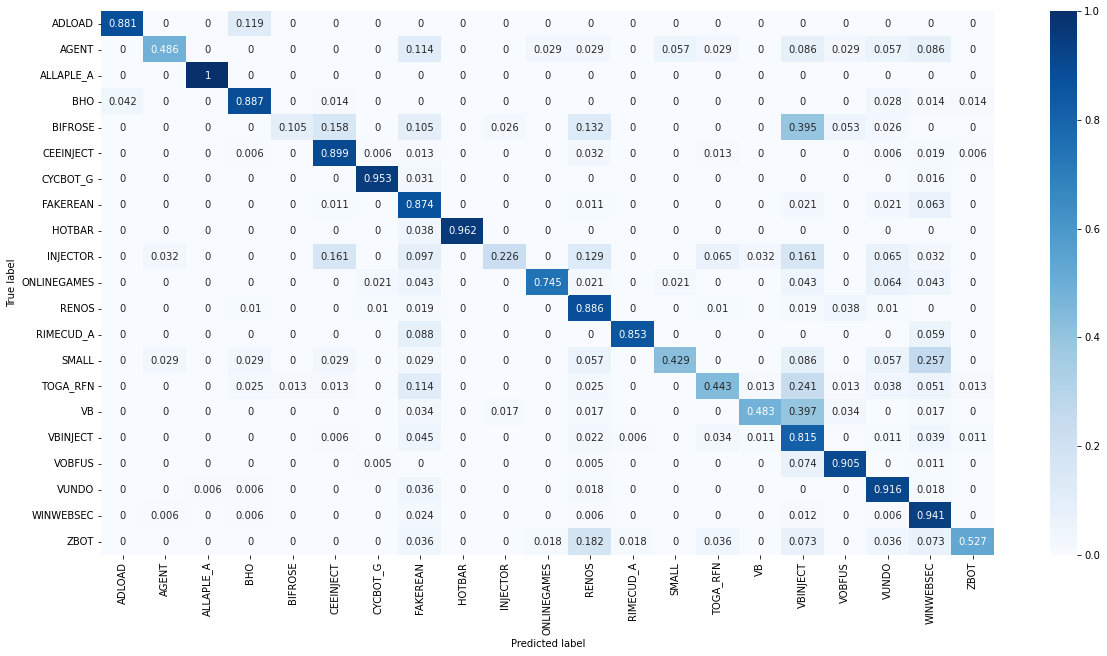 ADLOAD 0.881 0 0 0.119 0 0 0 0 0 0 0 0 0 0 0 0 0 0 0 0 0
AGENT 0 0.486 0 0 0 0 0 0.114 0 0 0.029 0.029 0 0.057 0.029 0 0.086 0.029 0.057 0.086 0
ALLAPLE_A 0 0 1 0 0 0 0 0 0 0 0 0 0 0 0 0 0 0 0 0 0
BHO 0.042 0 0 0.887 0 0.014 0 0 0 0 0 0 0 0 0 0 0 0 0.028 0.014 0.014
BIFROSE 0 0 0 0 0.105 0.158 0 0.105 0 0.026 0 0.132 0 0 0 0 0.395 0.053 0.026 0 0
CEEINJECT 0 0 0 0.006 0 0.899 0.006 0.013 0 0 0 0.032 0 0 0.013 0 0 0 0.006 0.019 0.006
CYCBOT_G 0 0 0 0 0 0 0.953 0.031 0 0 0 0 0 0 0 0 0 0 0 0.016 0
FAKEREAN 0 0 0 0 0 0.011 0 0.874 0 0 0 0.011 0 0 0 0 0.021 0 0.021 0.063 0
HOTBAR 0 0 0 0 0 0 0 0.038 0.962 0 0 0 0 0 0 0 0 0 0 0 0
INJECTOR 0 0.032 0 0 0 0.161 0 0.097 0 0.226 0 0.129 0 0 0.065 0.032 0.161 0 0.065 0.032 0
ONLINEGAMES 0 0 0 0 0 0 0.021 0.043 0 0 0.745 0.021 0 0.021 0 0 0.043 0 0.064 0.043 0
RENOS 0 0 0 0.01 0 0 0.01 0.019 0 0 0 0.886 0 0 0.01 0 0.019 0.038 0.01 0 0
RIMECUD_A 0 0 0 0 0 0 0 0.088 0 0 0 0 0.853 0 0 0 0 0 0 0.059 0
SMALL 0 0.029 0 0.029 0 0.029 0 0.029 0 0 0 0.057 0 0.429 0 0 0.086 0 0.057 0.257 0
TOGA_RFN 0 0 0 0.025 0.013 0.013 0 0.114 0 0 0 0.025 0 0 0.443 0.013 0.241 0.013 0.038 0.051 0.013
VB 0 0 0 0 0 0 0 0.034 0 0.017 0 0.017 0 0 0 0.483 0.397 0.034 0 0.017 0
VBINJECT 0 0 0 0 0 0.006 0 0.045 0 0 0 0.022 0.006 0 0.034 0.011 0.815 0 0.011 0.039 0.011
VOBFUS 0 0 0 0 0 0 0.005 0 0 0 0 0.005 0 0 0 0 0.074 0.905 0 0.011 0
VUNDO 0 0 0.006 0.006 0 0 0 0.036 0 0 0 0.018 0 0 0 0 0 0 0.916 0.018 0
WINWEBSEC 0 0.006 0 0.006 0 0 0 0.024 0 0 0 0.006 0 0 0 0 0.012 0 0.006 0.941 0
ZBOT 0 0 0 0 0 0 0 0.036 0 0 0.018 0.182 0.018 0 0.036 0 0.073 0 0.036 0.073 0.527
ADLOAD AGENT ALLAPLE_A BHO BIFROSE CEEINJECT CYCBOT_G FAKEREAN HOTBAR INJECTOR ONLINEGAMES RENOS RIMECUD_A SMALL TOGA_RFN VB VBINJECT VOBFUS VUNDO WINWEBSEC ZBOT
Predicted label
True label
1.0
0.8
0.6
0.4
0.2
0.0